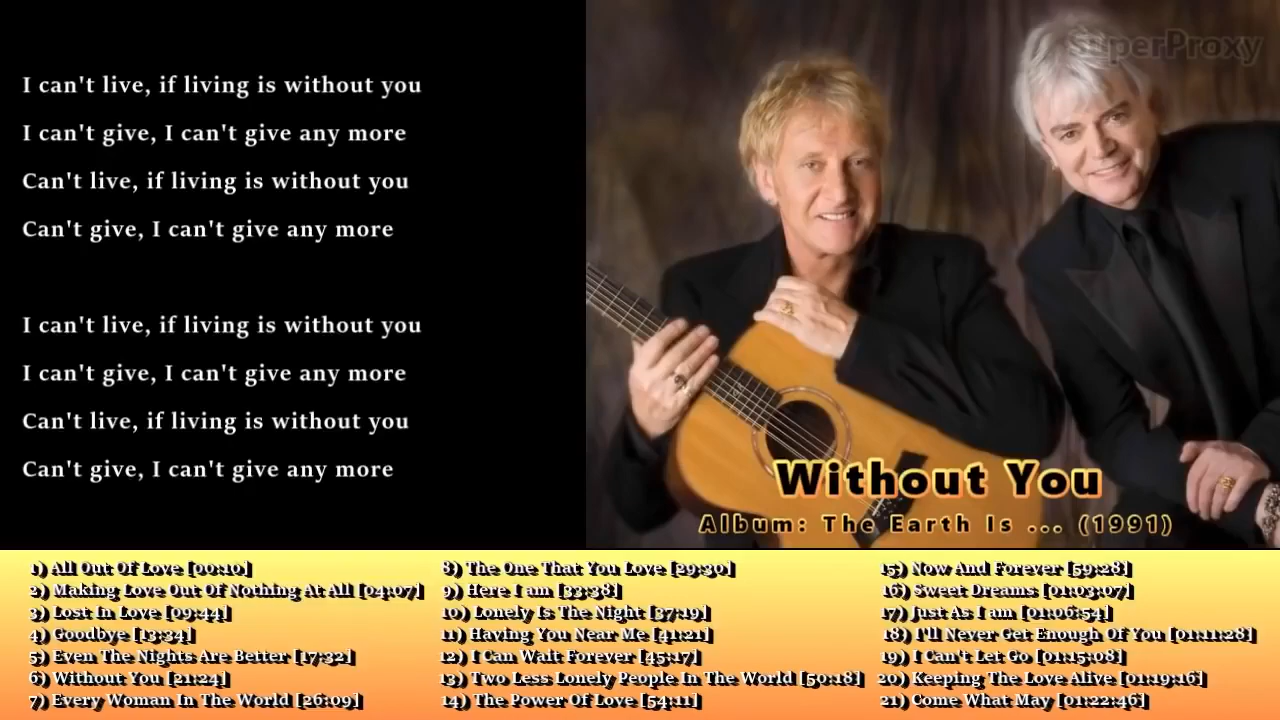 I can't live, if living is without you
I can't give, I can't give any more
Can't live, if living is without you
Can't give, I can't give any more
I can't live, if living is without you
I can't give, I can't give any more
Can't live, if living is without you
Can't give, I can't give any more
SuperProxy
Without You
Album: The Earth Is ... (1991)
1) All Out Of Love [00:10]
2) Making Love Out Of Nothing At All [04:07]
3) Lost In Love [09:44]
4) Goodbye [13:34]
5) Even The Nights Are Better [17:32]
6) Without You [21:24]
7) Every Woman In The World [26:09]
8) The One That You Love [29:30]
9) Here I am [33:38]
10) Lonely Is The Night [37:19]
11) Having You Near Me [41:21]
12) I Can Wait Forever [45:17]
13) Two Less Lonely People In The World [50:18]
14) The Power Of Love [54:11]
15) Now And Forever [59:28]
16) Sweet Dreams [01:03:07]
17) Just As I am [01:06:54]
18) I'll Never Get Enough Of You [01:11:28]
19) I Can't Let Go [01:15:08]
20) Keeping The Love Alive [01:19:16]
21) Come What May [01:22:46]